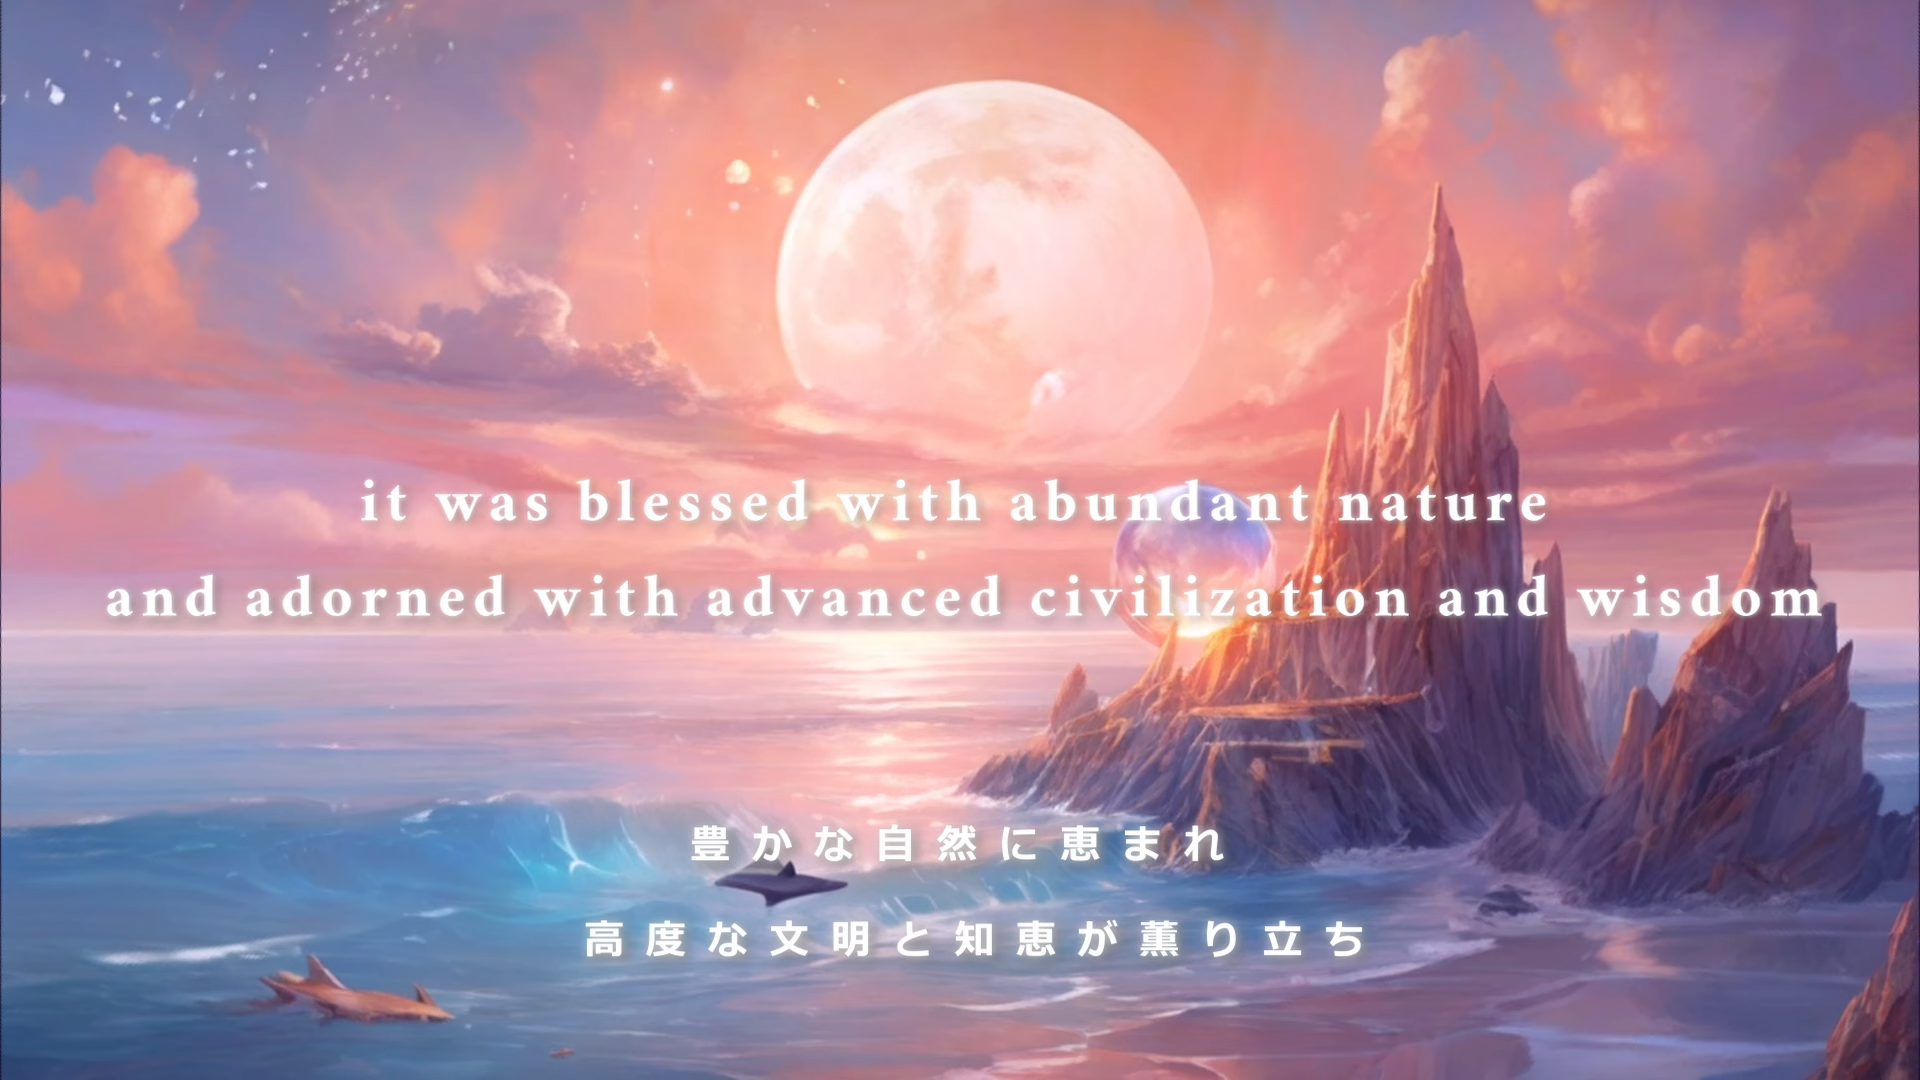 it was blessed with abundant nature
and adorned with advanced civilization and wisdom
豊かな自然に恵まれ
高度な文明と知恵が薫り立ち